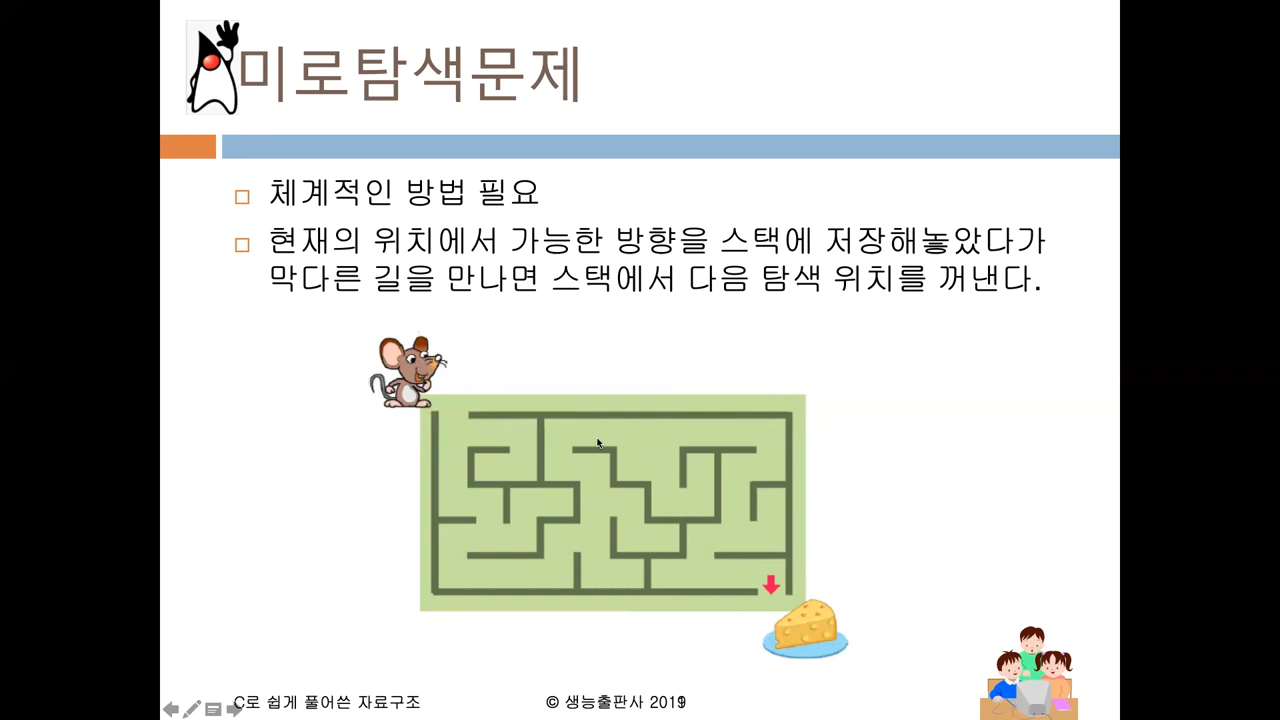 미로탐색문제
체계적인 방법 필요
현재의 위치에서 가능한 방향을 스택에 저장해놓았다가
막다른 길을 만나면 스택에서 다음 탐색 위치를 꺼낸다.
C로 쉽게 풀어쓴 자료구조
© 생능출판사 2019